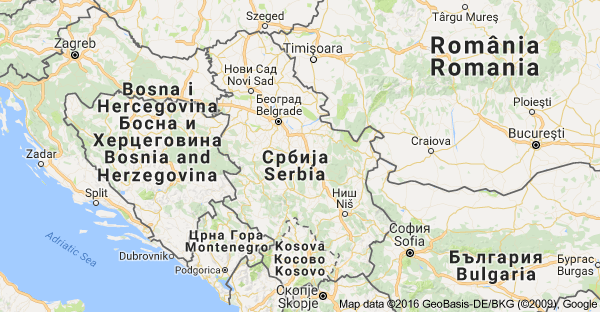 Szeged
Târgu Mureș
Zagreb
Timișoara
România
Romania
Нови Сад
Novi Sad
Bosna i
Hercegovina
Босна и
Херцеговина
Bosnia and
Herzegovina
Београд
Belgrade
Ploiești
București
Craiova
Zadar
Србија
Serbia
Split
Ниш
Niš
Црна Гора
Montenegro
Kosova
Косово
Kosovo
София
Sofia
България
Bulgaria
Бургас
Burgas
Adriatic Sea
Dubrovnik
Podgorica
Скопје
Skopje
Map data ©2016 GeoBasis-DE/BKG (©2009), Google